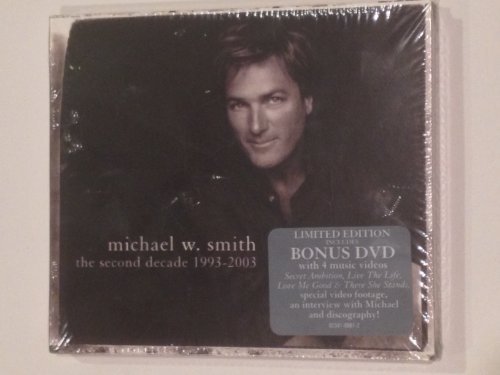 michael w. smith
the second decade 1993-2003
LIMITED EDITION
INCLUDES
BONUS DVD
with 4 music videos
Secret Ambition, Live The Life,
Love Me Good & There She Stands,
special video footage,
an interview with Michael
and discography!